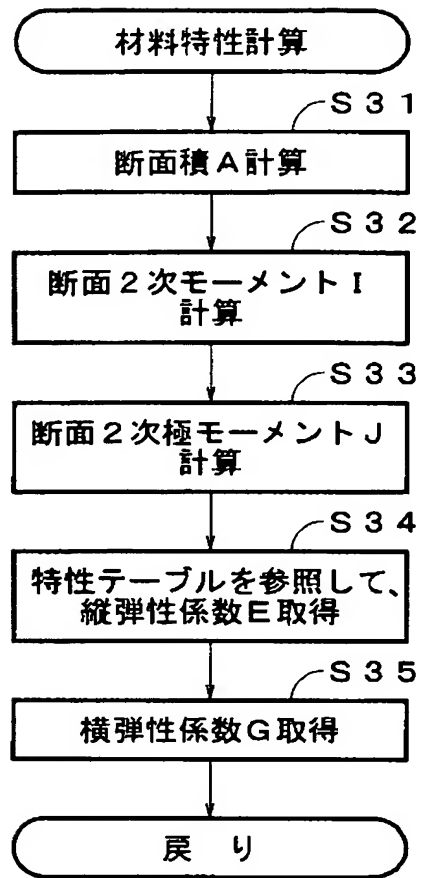 材料特性計算
S31
断面積A計算
S32
断面2次モーメントI
計算
S33
断面2次極モーメントJ
計算
S34
特性テーブルを参照して、
縦弾性係数E取得
S35
横弾性係数G取得
戻 り